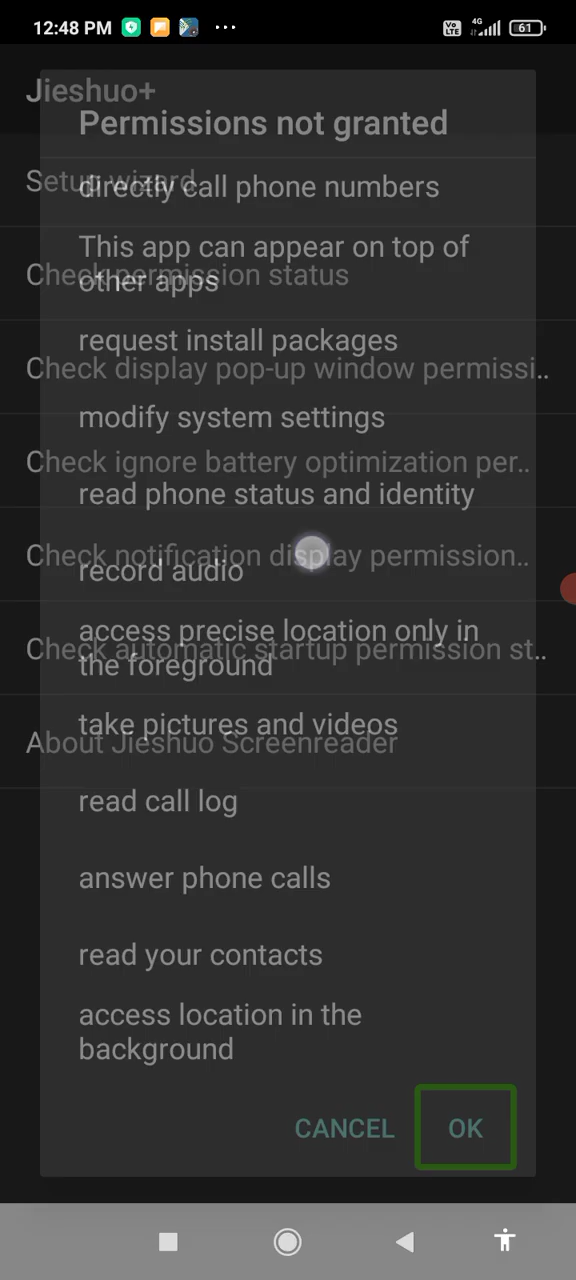 12:48 PM
Vo LTE
4G
61
Jieshuo+
Permissions not granted
Setup wizard
directly call phone numbers
This app can appear on top of
Check permission status
other apps
request install packages
Check display pop-up window permissi..
modify system settings
Check ignore battery optimization per..
read phone status and identity
Check notification display permission..
record audio
access precise location only in
Check automatic startup permission st..
the foreground
take pictures and videos
About Jieshuo Screenreader
read call log
answer phone calls
read your contacts
access location in the
background
CANCEL OK